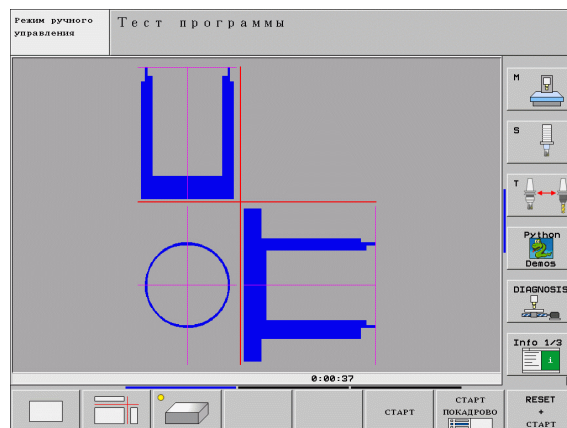 Режим ручного
управления
Тест программы
M
S
T
Python
Demos
DIAGNOSIS
Info 1/3
i
0:00:37
СТАРТ
СТАРТ
ПОКАДРОВО
RESET
+
СТАРТ